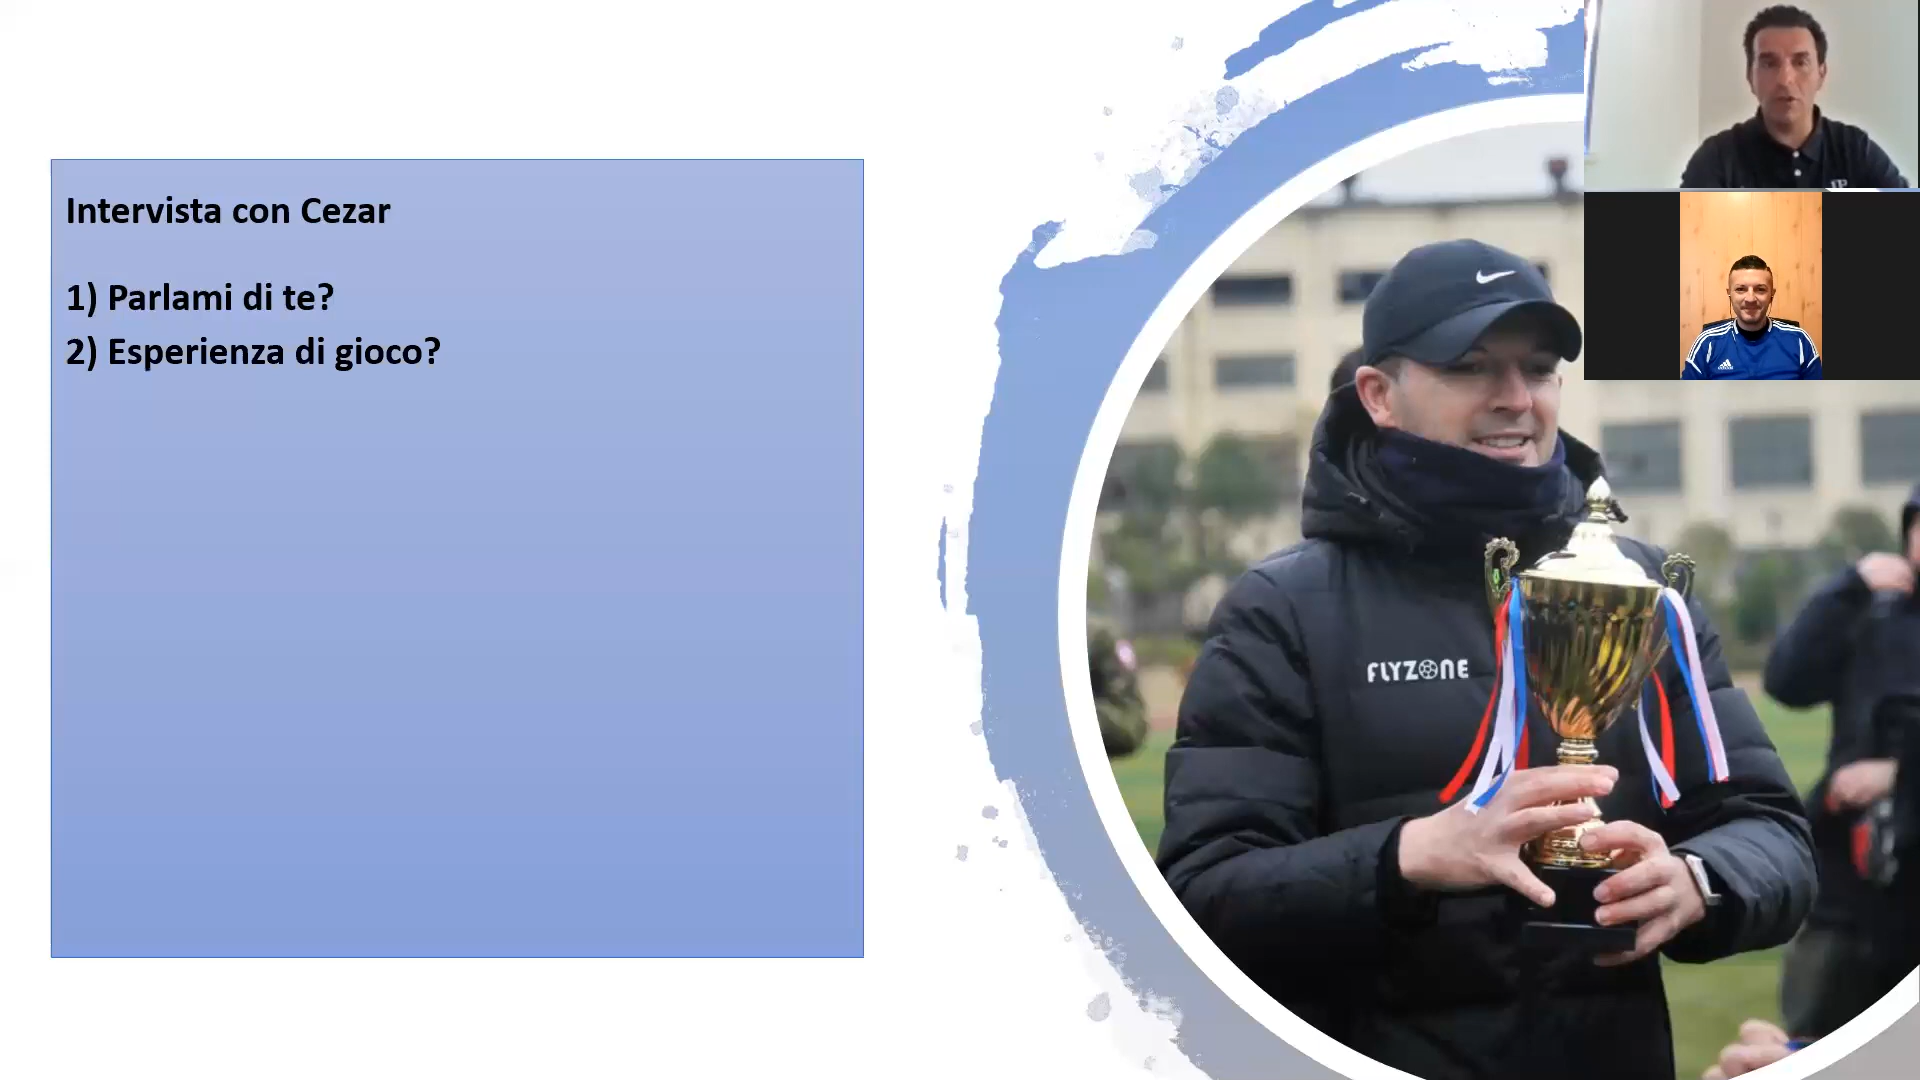 Intervista con Cezar
1) Parlami di te?
2) Esperienza di gioco?
FLYZONE